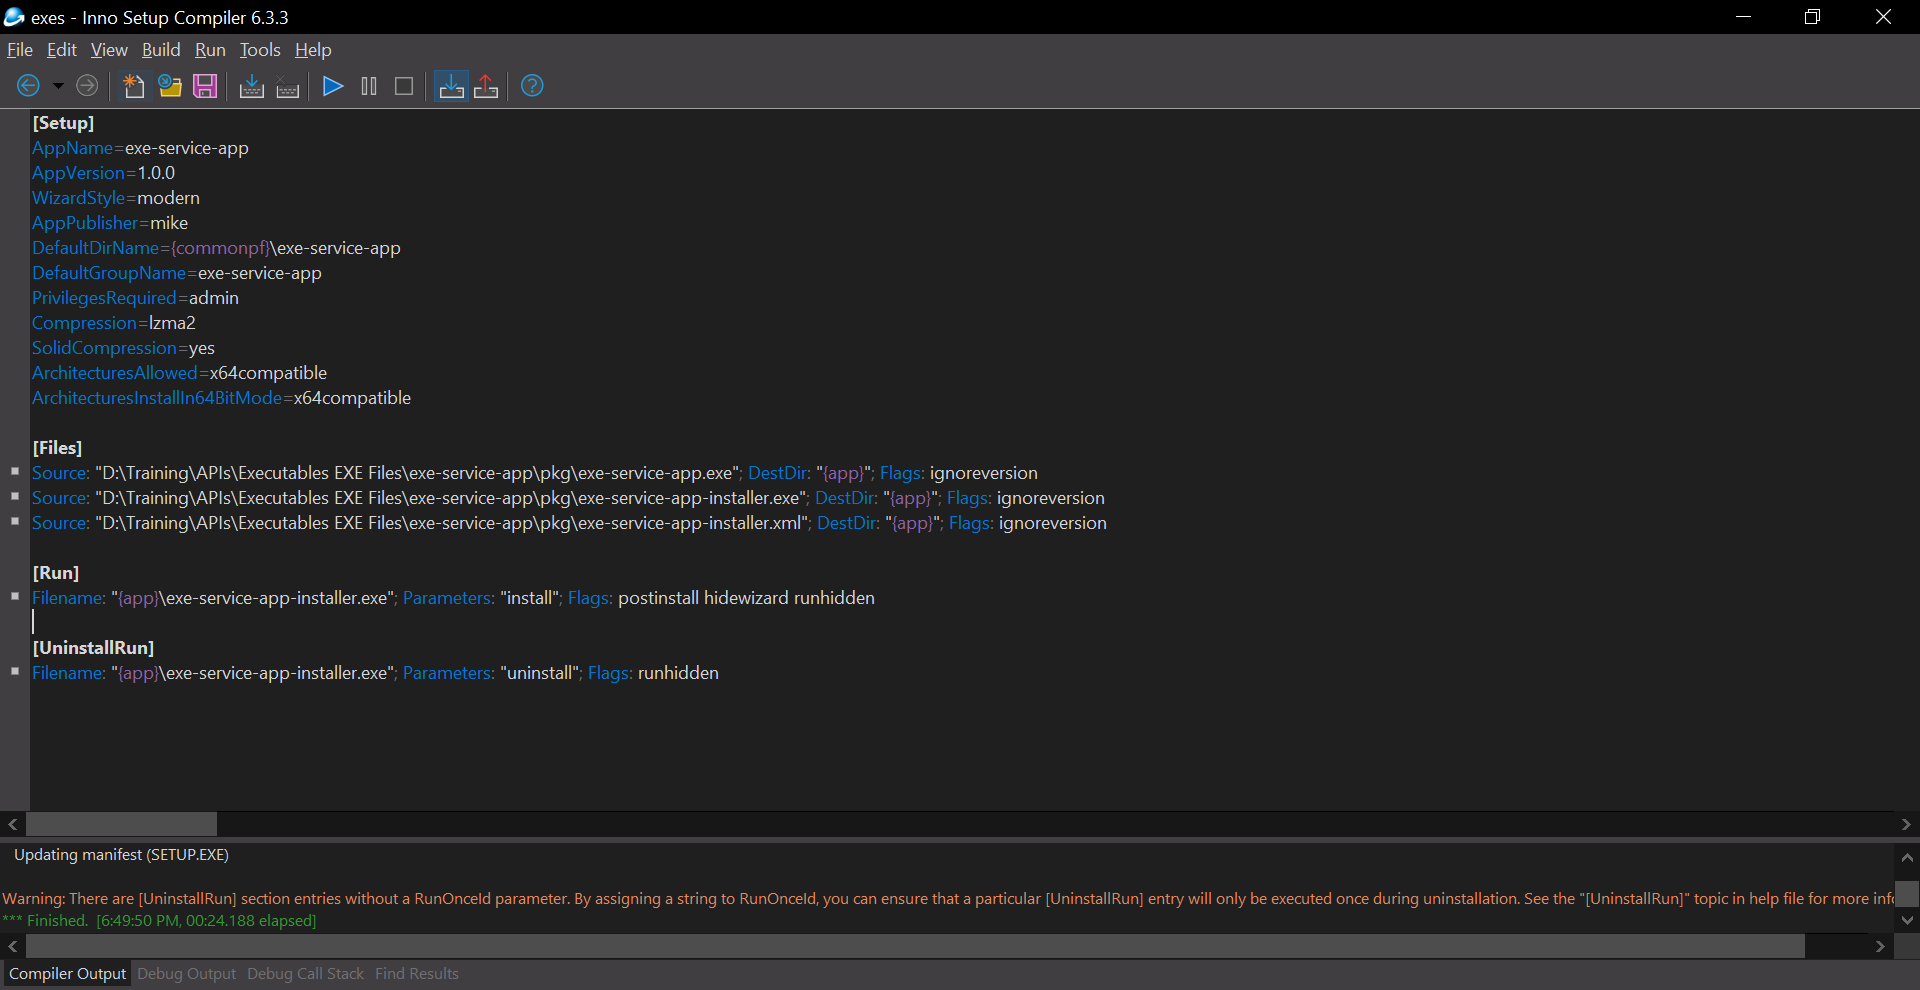 exes - Inno Setup Compiler 6.3.3
File Edit View Build Run Tools Help
[Setup]
AppName=exe-service-app
AppVersion=1.0.0
WizardStyle=modern
AppPublisher=mike
DefaultDirName={commonpf}\exe-service-app
DefaultGroupName=exe-service-app
PrivilegesRequired=admin
Compression=lzma2
SolidCompression=yes
ArchitecturesAllowed=x64compatible
ArchitecturesInstallIn64BitMode=x64compatible
[Files]
Source: "D:\Training\APIs\Executables EXE Files\exe-service-app\pkg\exe-service-app.exe"; DestDir: "{app}"; Flags: ignoreversion
Source: "D:\Training\APIs\Executables EXE Files\exe-service-app\pkg\exe-service-app-installer.exe"; DestDir: "{app}"; Flags: ignoreversion
Source: "D:\Training\APIs\Executables EXE Files\exe-service-app\pkg\exe-service-app-installer.xml"; DestDir: "{app}"; Flags: ignoreversion
[Run]
Filename: "{app}\exe-service-app-installer.exe"; Parameters: "install"; Flags: postinstall hidewizard runhidden
[UninstallRun]
Filename: "{app}\exe-service-app-installer.exe"; Parameters: "uninstall"; Flags: runhidden
Updating manifest (SETUP.EXE)
Warning: There are [UninstallRun] section entries without a RunOnceId parameter. By assigning a string to RunOnceId, you can ensure that a particular [UninstallRun] entry will only be executed once during uninstallation. See the "[UninstallRun]" topic in help file for more info
*** Finished. [6:49:50 PM, 00:24.188 elapsed]
Compiler Output Debug Output Debug Call Stack Find Results